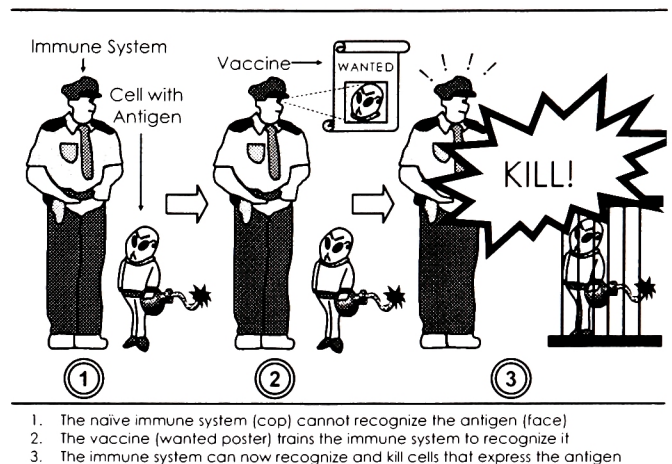 Immune System
Cell with
Antigen
Vaccine
WANTED
KILL!
1
2
3
1. The naïve immune system (cop) cannot recognize the antigen (face)
2. The vaccine (wanted poster) trains the immune system to recognize it
3. The immune system can now recognize and kill cells that express the antigen